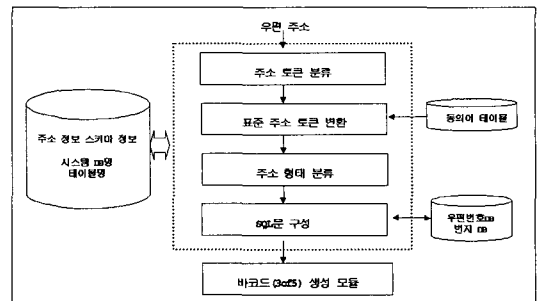 우편 주소
주소 토큰 분류
표준 주소 토큰 변환
동의어 테이블
주소 정보 스키마 정보
시스템 DB명
테이블명
주소 형태 분류
SQL문 구성
우편번호DB
번지 DB
바코드(3of5) 생성 모듈